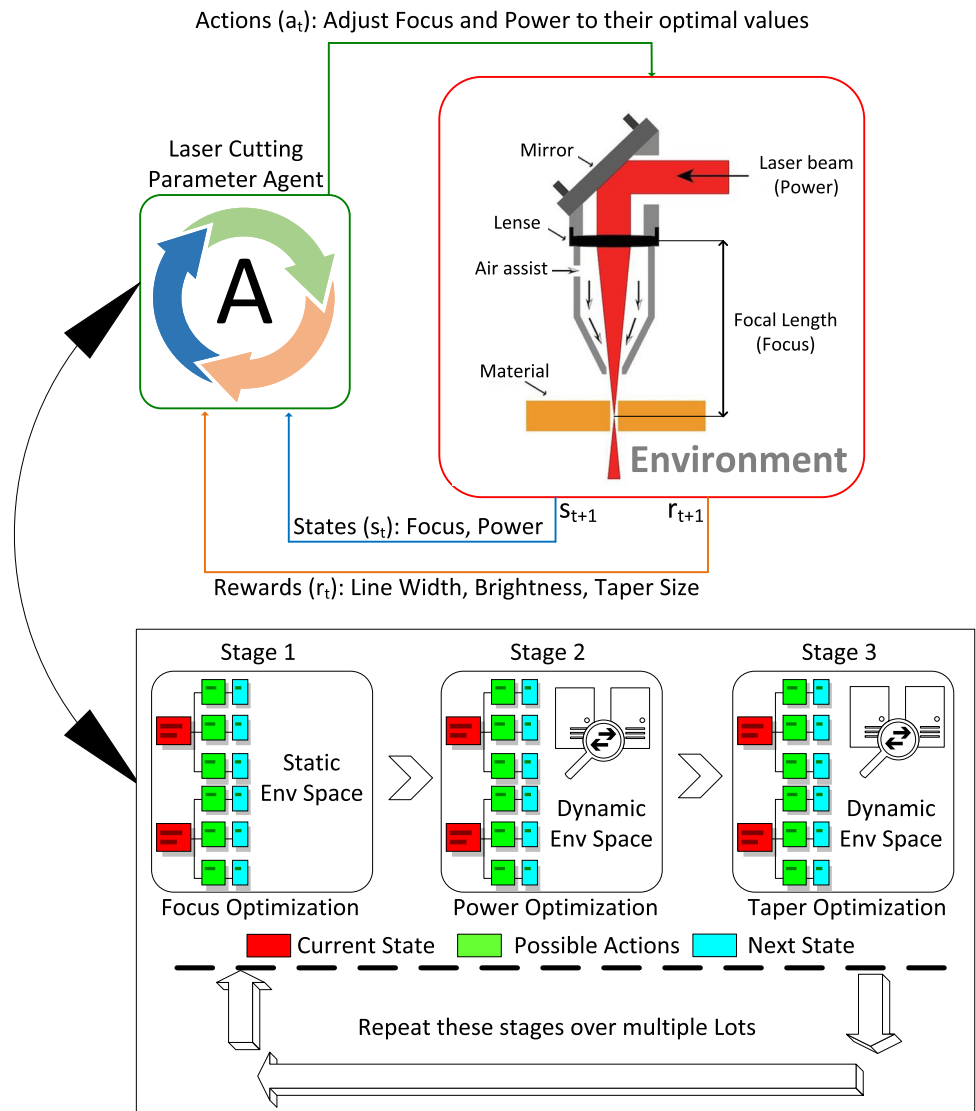 Actions (aₜ): Adjust Focus and Power to their optimal values
Laser Cutting
Parameter Agent
A
Mirror
Laser beam
(Power)
Lense
Air assist
Focal Length
(Focus)
Material
Environment
sₜ₊₁
rₜ₊₁
States (sₜ): Focus, Power
Rewards (rₜ): Line Width, Brightness, Taper Size
Stage 1
Stage 2
Stage 3
Static
Env Space
Dynamic
Env Space
Dynamic
Env Space
Focus Optimization
Power Optimization
Taper Optimization
Current State
Possible Actions
Next State
Repeat these stages over multiple Lots